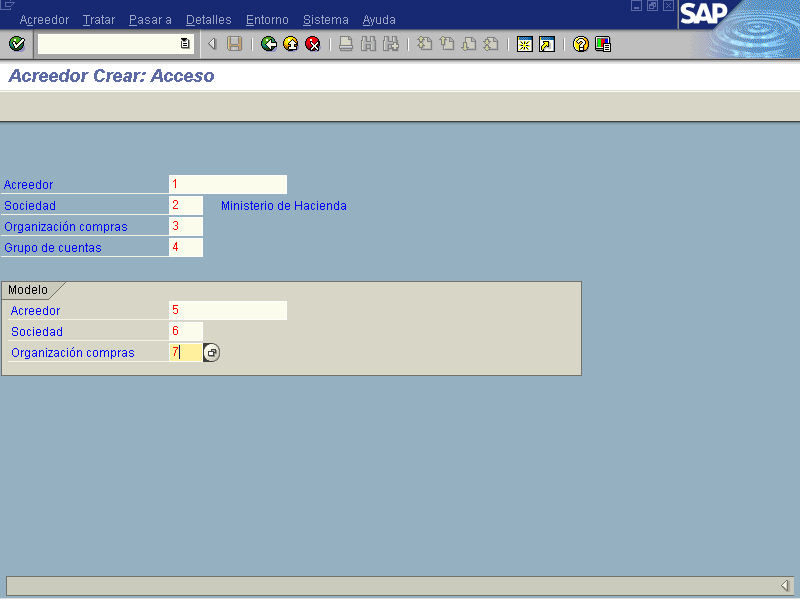 Acreedor Tratar Pasar a Detalles Entorno Sistema Ayuda
SAP
Acreedor Crear: Acceso
Acreedor 1
Sociedad 2 Ministerio de Hacienda
Organización compras 3
Grupo de cuentas 4
Modelo
Acreedor 5
Sociedad 6
Organización compras 7